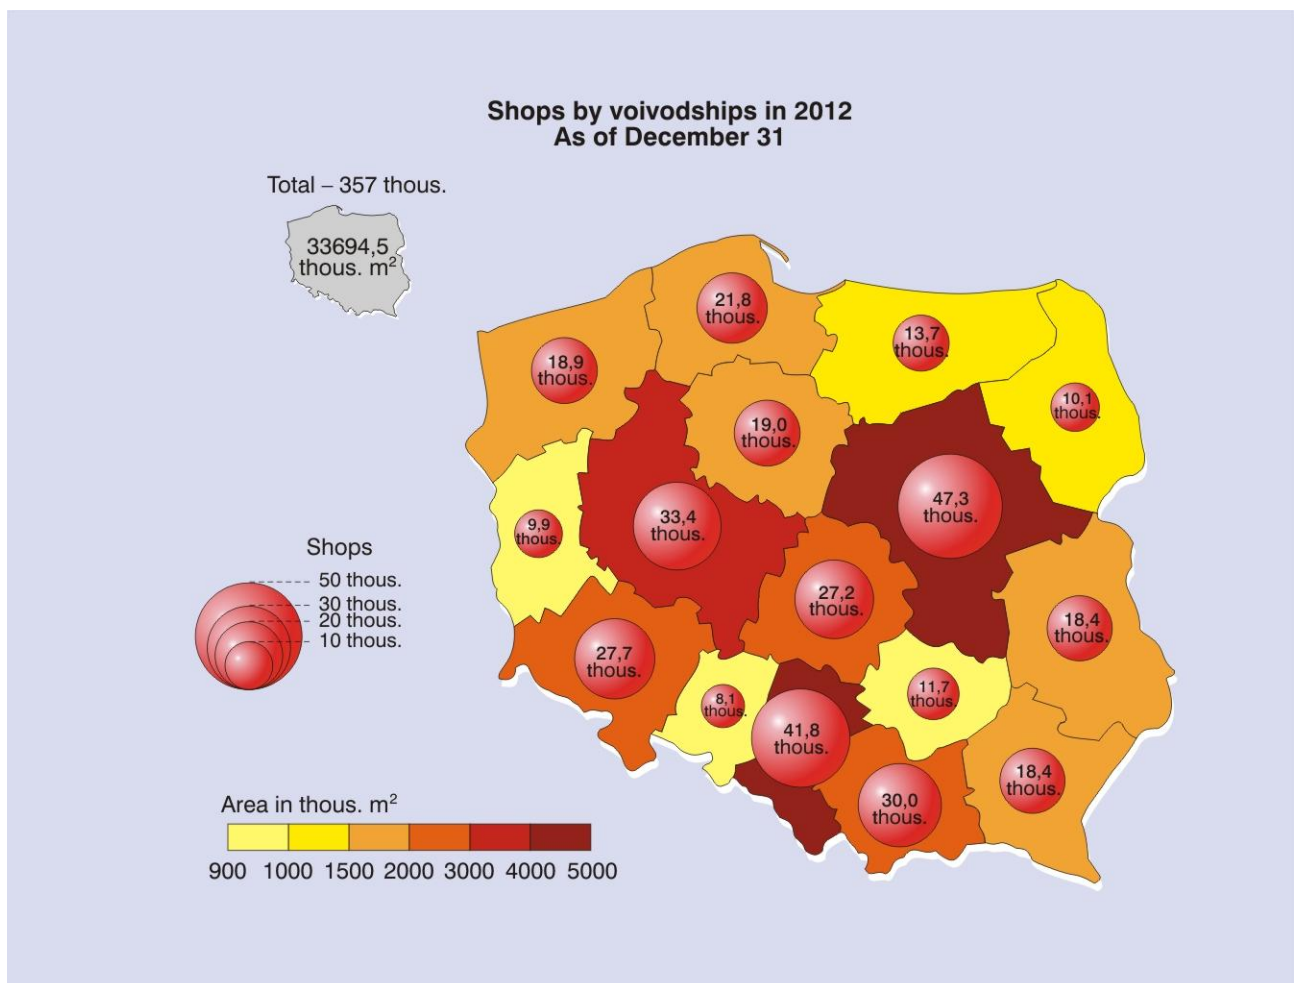 Shops by voivodships in 2012
As of December 31
Total – 357 thous.
33694,5
thous. m²
21,8
thous.
13,7
thous.
18,9
thous.
10,1
thous.
19,0
thous.
47,3
thous.
33,4
thous.
9,9
thous.
27,2
thous.
18,4
thous.
27,7
thous.
8,1
thous.
11,7
thous.
41,8
thous.
30,0
thous.
18,4
thous.
Shops
50 thous.
30 thous.
20 thous.
10 thous.
Area in thous. m²
900 1000 1500 2000 3000 4000 5000